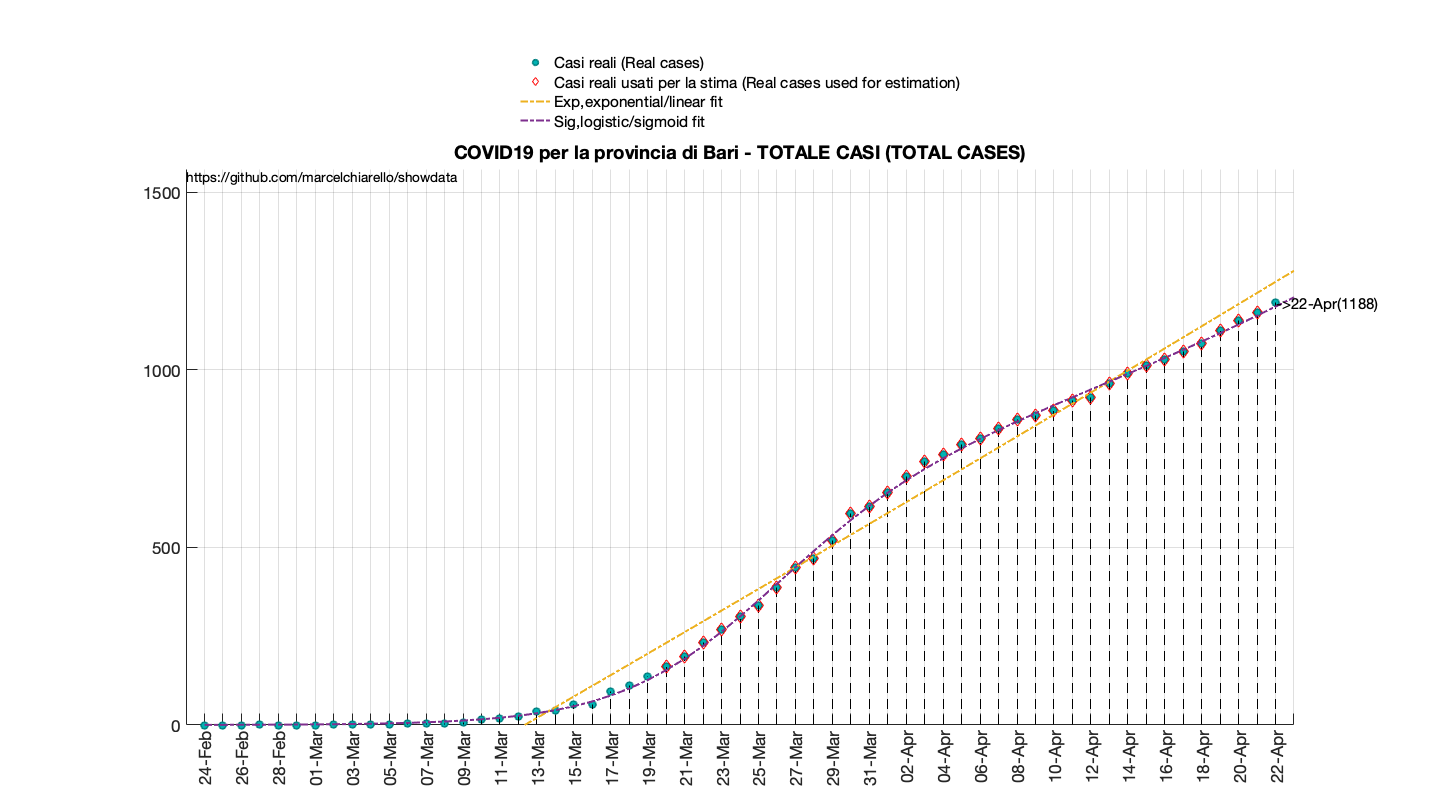 Casi reali (Real cases)
Casi reali usati per la stima (Real cases used for estimation)
Exp,exponential/linear fit
Sig,logistic/sigmoid fit
COVID19 per la provincia di Bari - TOTALE CASI (TOTAL CASES)
https://github.com/marcelchiarello/showdata
1500
1000
500
0
->22-Apr(1188)
24-Feb
26-Feb
28-Feb
01-Mar
03-Mar
05-Mar
07-Mar
09-Mar
11-Mar
13-Mar
15-Mar
17-Mar
19-Mar
21-Mar
23-Mar
25-Mar
27-Mar
29-Mar
31-Mar
02-Apr
04-Apr
06-Apr
08-Apr
10-Apr
12-Apr
14-Apr
16-Apr
18-Apr
20-Apr
22-Apr